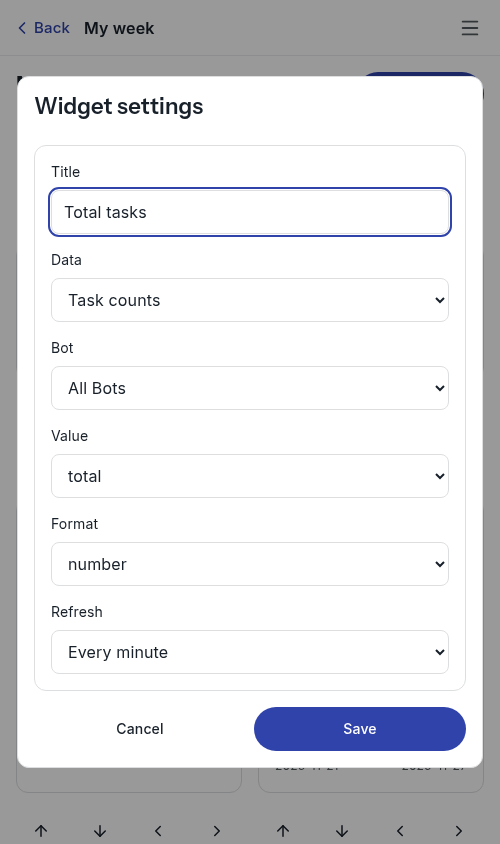 Back My week
Widget settings
Title
Total tasks
Data
Task counts
Bot
All Bots
Value
total
Format
number
Refresh
Every minute
Cancel Save